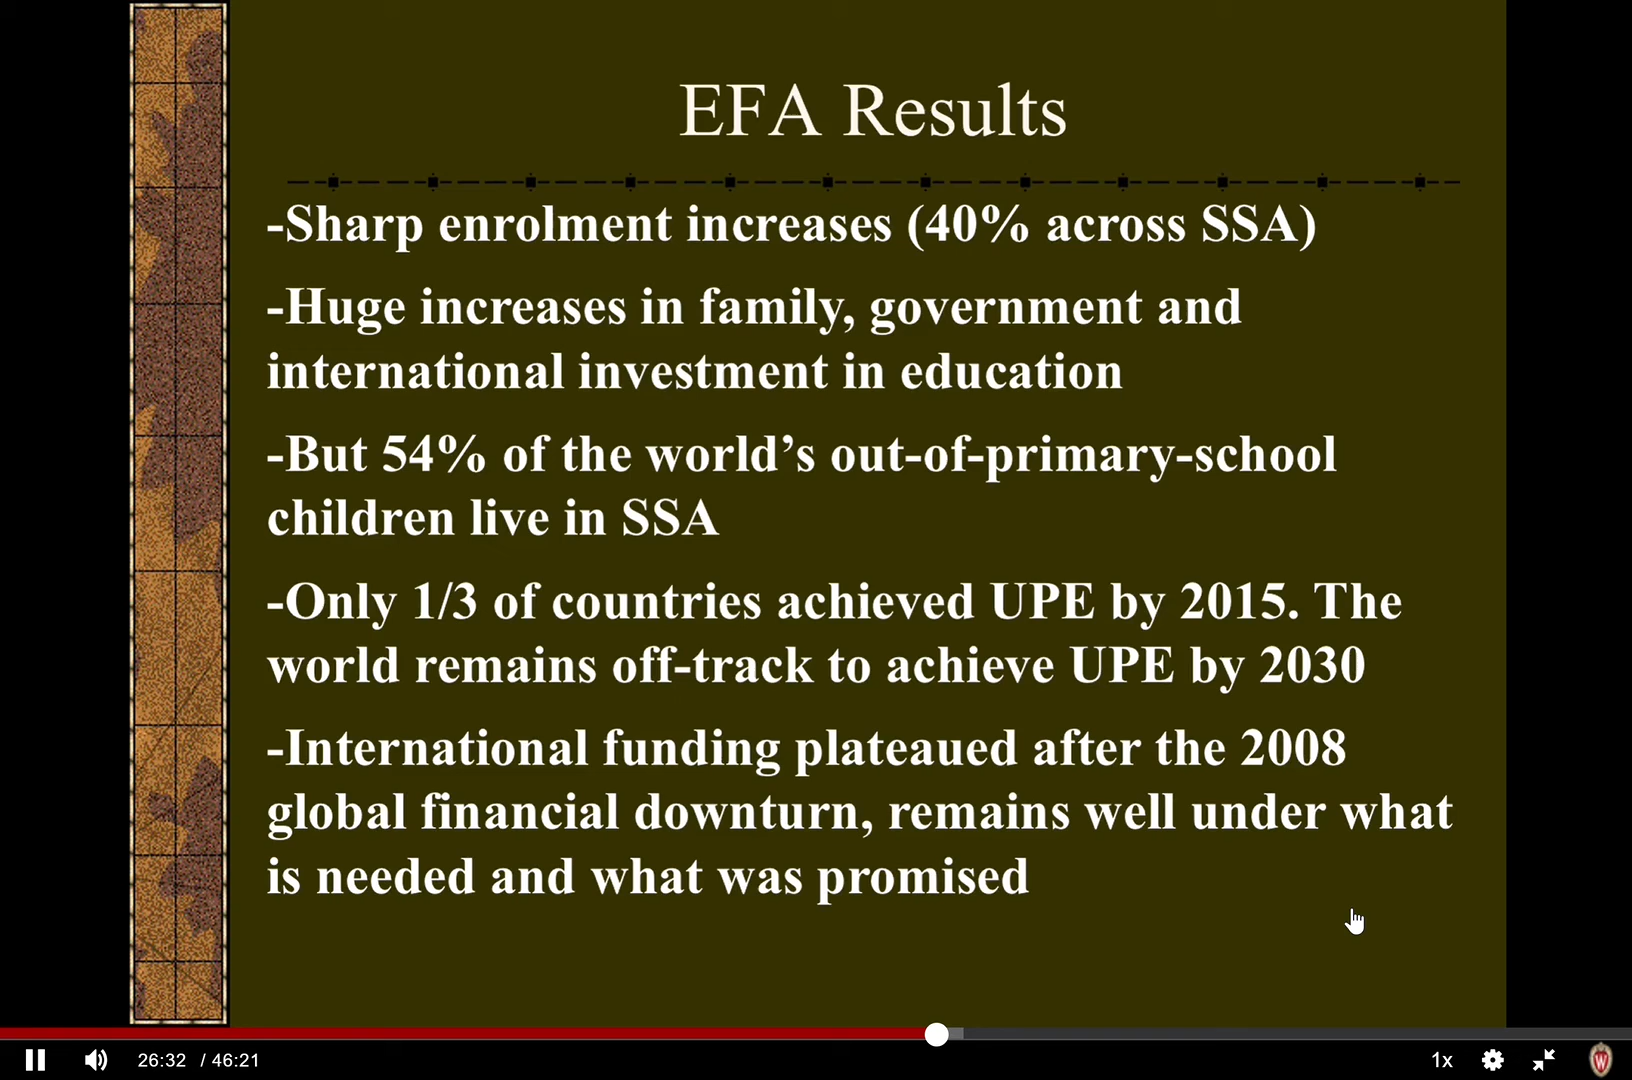 EFA Results
-Sharp enrolment increases (40% across SSA)
-Huge increases in family, government and
international investment in education
-But 54% of the world’s out-of-primary-school
children live in SSA
-Only 1/3 of countries achieved UPE by 2015. The
world remains off-track to achieve UPE by 2030
-International funding plateaued after the 2008
global financial downturn, remains well under what
is needed and what was promised
26:32 / 46:21 1x W